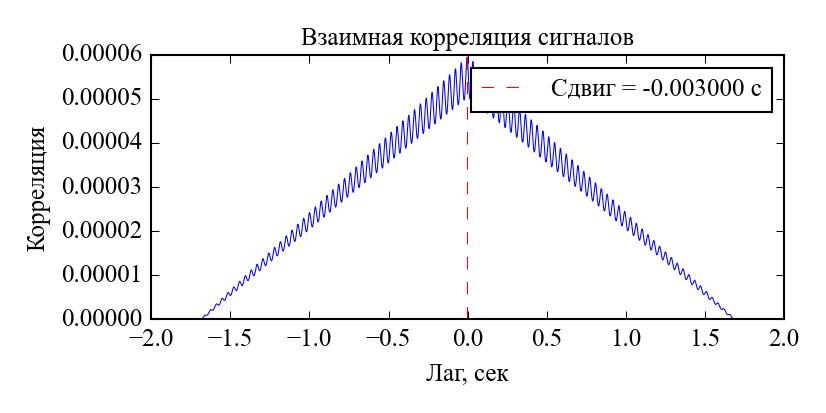 Взаимная корреляция сигналов
0.00006
0.00005
0.00004
0.00003
0.00002
0.00001
0.00000
Корреляция
Сдвиг = -0.003000 с
−2.0 −1.5 −1.0 −0.5 0.0 0.5 1.0 1.5 2.0
Лаг, сек